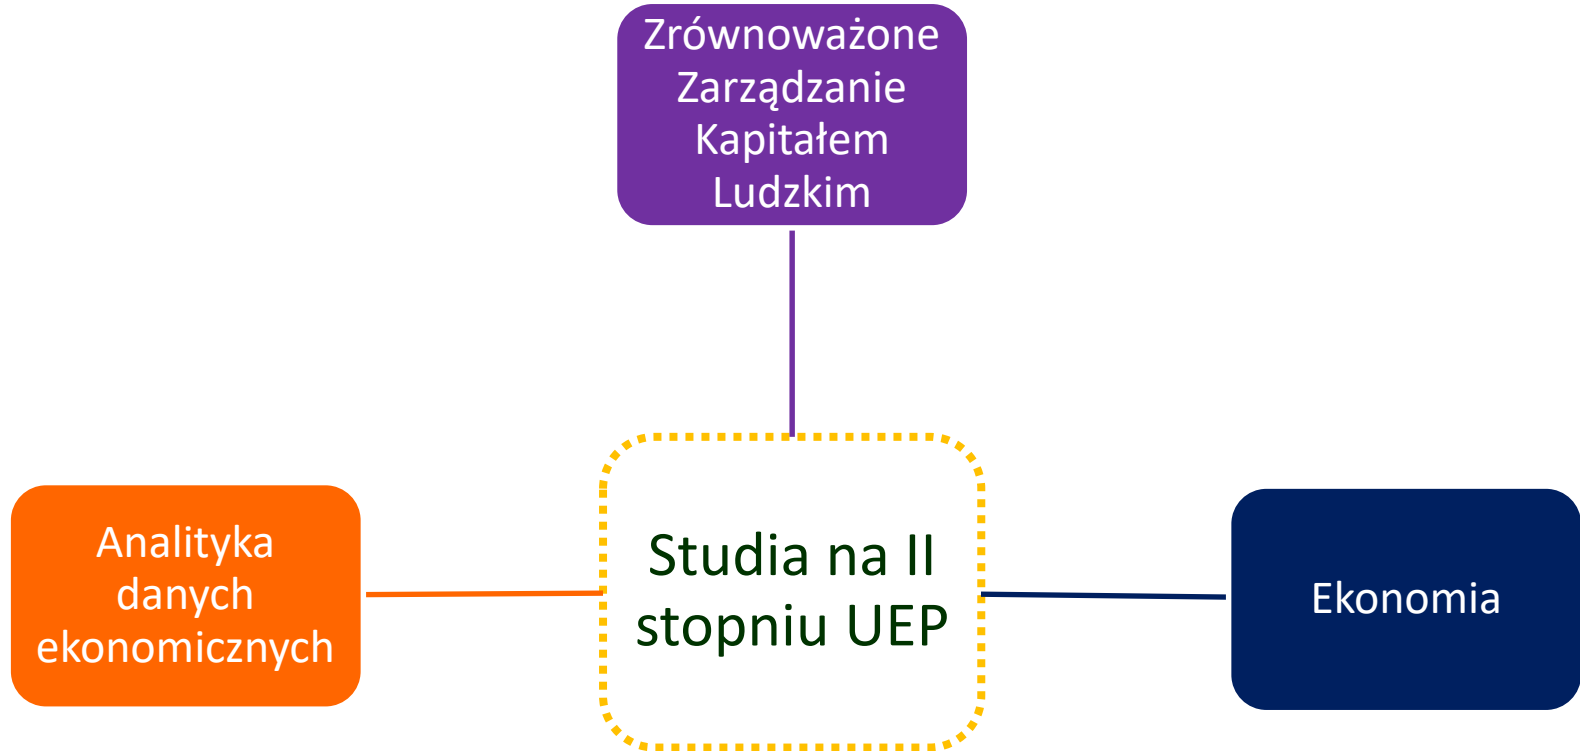 Zrównoważone
Zarządzanie
Kapitałem
Ludzkim
Analityka
danych
ekonomicznych
Studia na II
stopniu UEP
Ekonomia